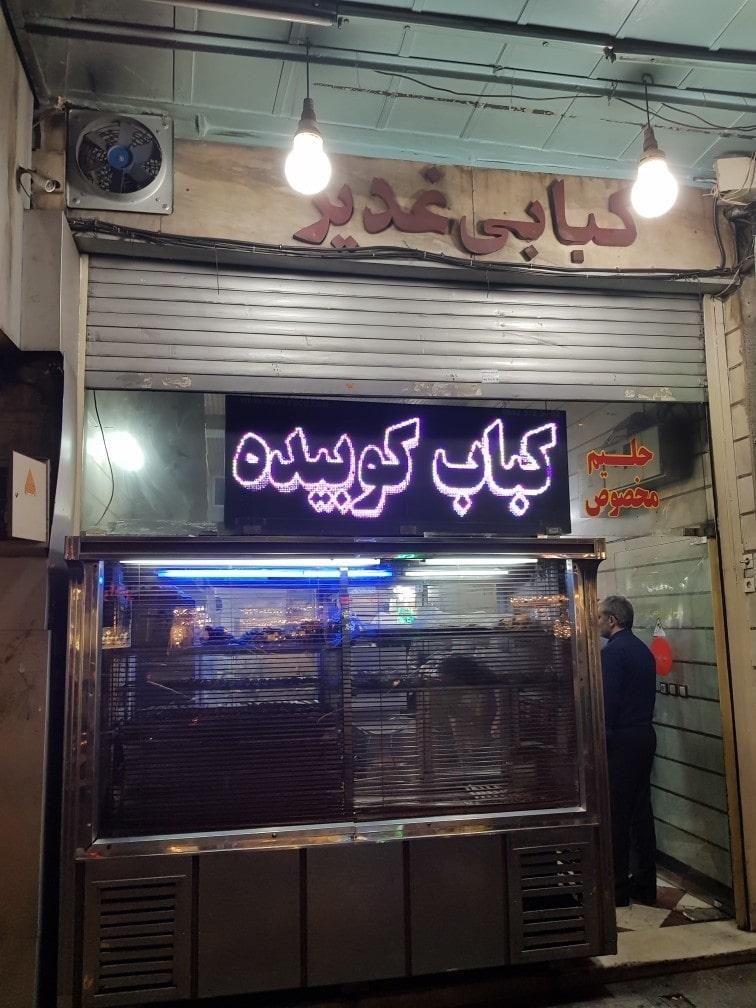 کبابی غدیر
کباب کوبیده
حلیم
مخصوص